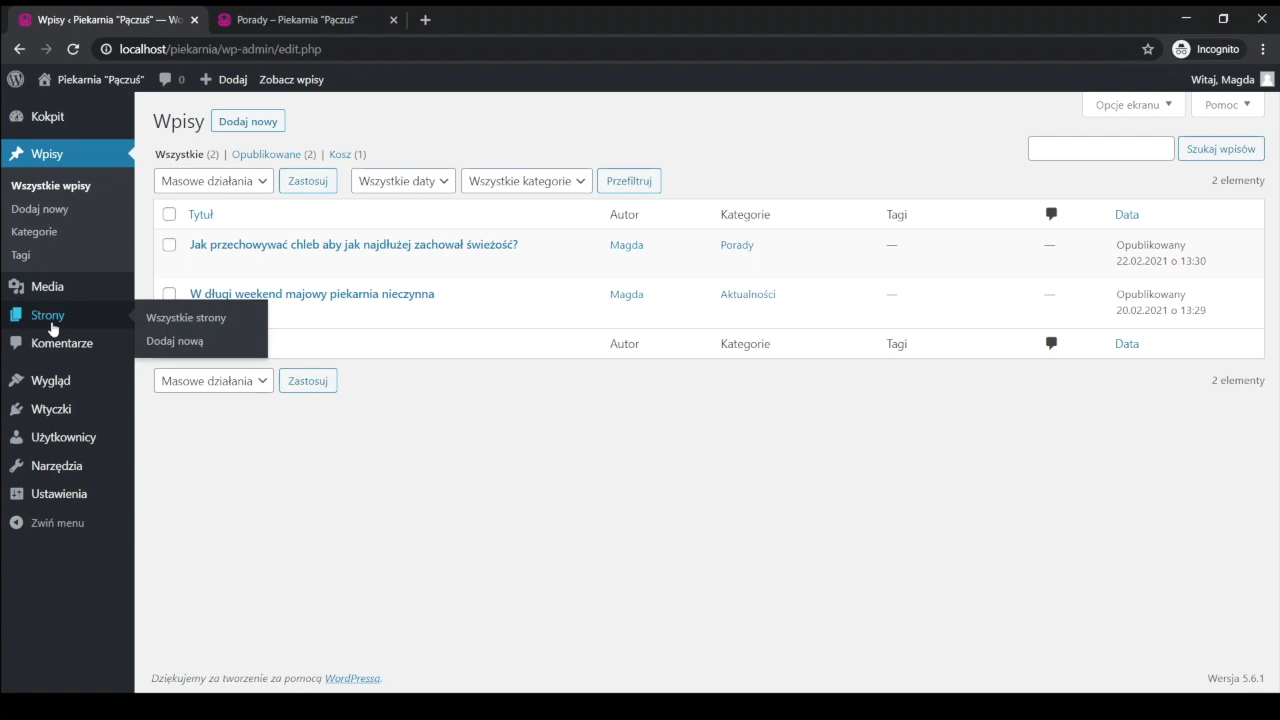 Wpisy ‹ Piekarnia "Pączuś" — Wo
Porady – Piekarnia "Pączuś"
localhost/piekarnia/wp-admin/edit.php
Incognito
Piekarnia "Pączuś"
0
Dodaj
Zobacz wpisy
Witaj, Magda
Kokpit
Wpisy
Wszystkie wpisy
Dodaj nowy
Kategorie
Tagi
Media
Strony
Wszystkie strony
Dodaj nową
Komentarze
Wygląd
Wtyczki
Użytkownicy
Narzędzia
Ustawienia
Zwiń menu
Wpisy
Dodaj nowy
Opcje ekranu
Pomoc
Wszystkie (2) | Opublikowane (2) | Kosz (1)
Szukaj wpisów
Masowe działania
Zastosuj
Wszystkie daty
Wszystkie kategorie
Przefiltruj
2 elementy
Tytuł Autor Kategorie Tagi Data
Jak przechowywać chleb aby jak najdłużej zachował świeżość? Magda Porady — — Opublikowany
22.02.2021 o 13:30
W długi weekend majowy piekarnia nieczynna Magda Aktualności — — Opublikowany
20.02.2021 o 13:29
Autor Kategorie Tagi Data
Masowe działania
Zastosuj
2 elementy
Dziękujemy za tworzenie za pomocą WordPressa.
Wersja 5.6.1